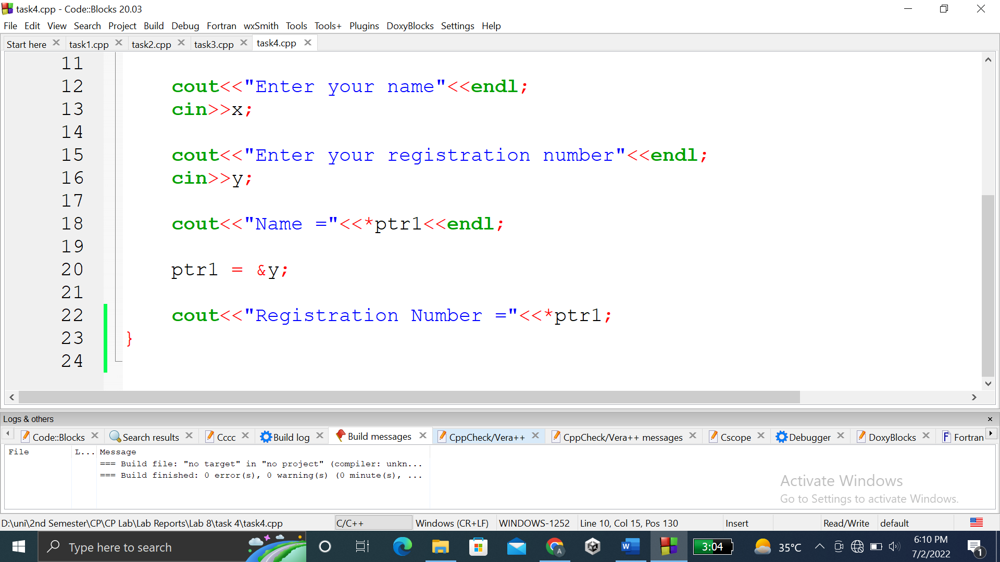 task4.cpp - Code::Blocks 20.03
File Edit View Search Project Build Debug Fortran wxSmith Tools Tools+ Plugins DoxyBlocks Settings Help
Start here task1.cpp task2.cpp task3.cpp task4.cpp
11
12 cout<<"Enter your name"<<endl;
13 cin>>x;
14
15 cout<<"Enter your registration number"<<endl;
16 cin>>y;
17
18 cout<<"Name ="<<*ptr1<<endl;
19
20 ptr1 = &y;
21
22 cout<<"Registration Number ="<<*ptr1;
23 }
24
Logs & others
Code::Blocks Search results Cccc Build log Build messages CppCheck/Vera++ CppCheck/Vera++ messages Cscope Debugger DoxyBlocks Fortran
File L... Message
=== Build file: "no target" in "no project" (compiler: unkn...
=== Build finished: 0 error(s), 0 warning(s) (0 minute(s), ...
Activate Windows
Go to Settings to activate Windows.
D:\uni\2nd Semester\CP\CP Lab\Lab Reports\Lab 8\task 4\task4.cpp C/C++ Windows (CR+LF) WINDOWS-1252 Line 10, Col 15, Pos 130 Insert Read/Write default
Type here to search 3:04 35°C 6:10 PM
7/2/2022 1